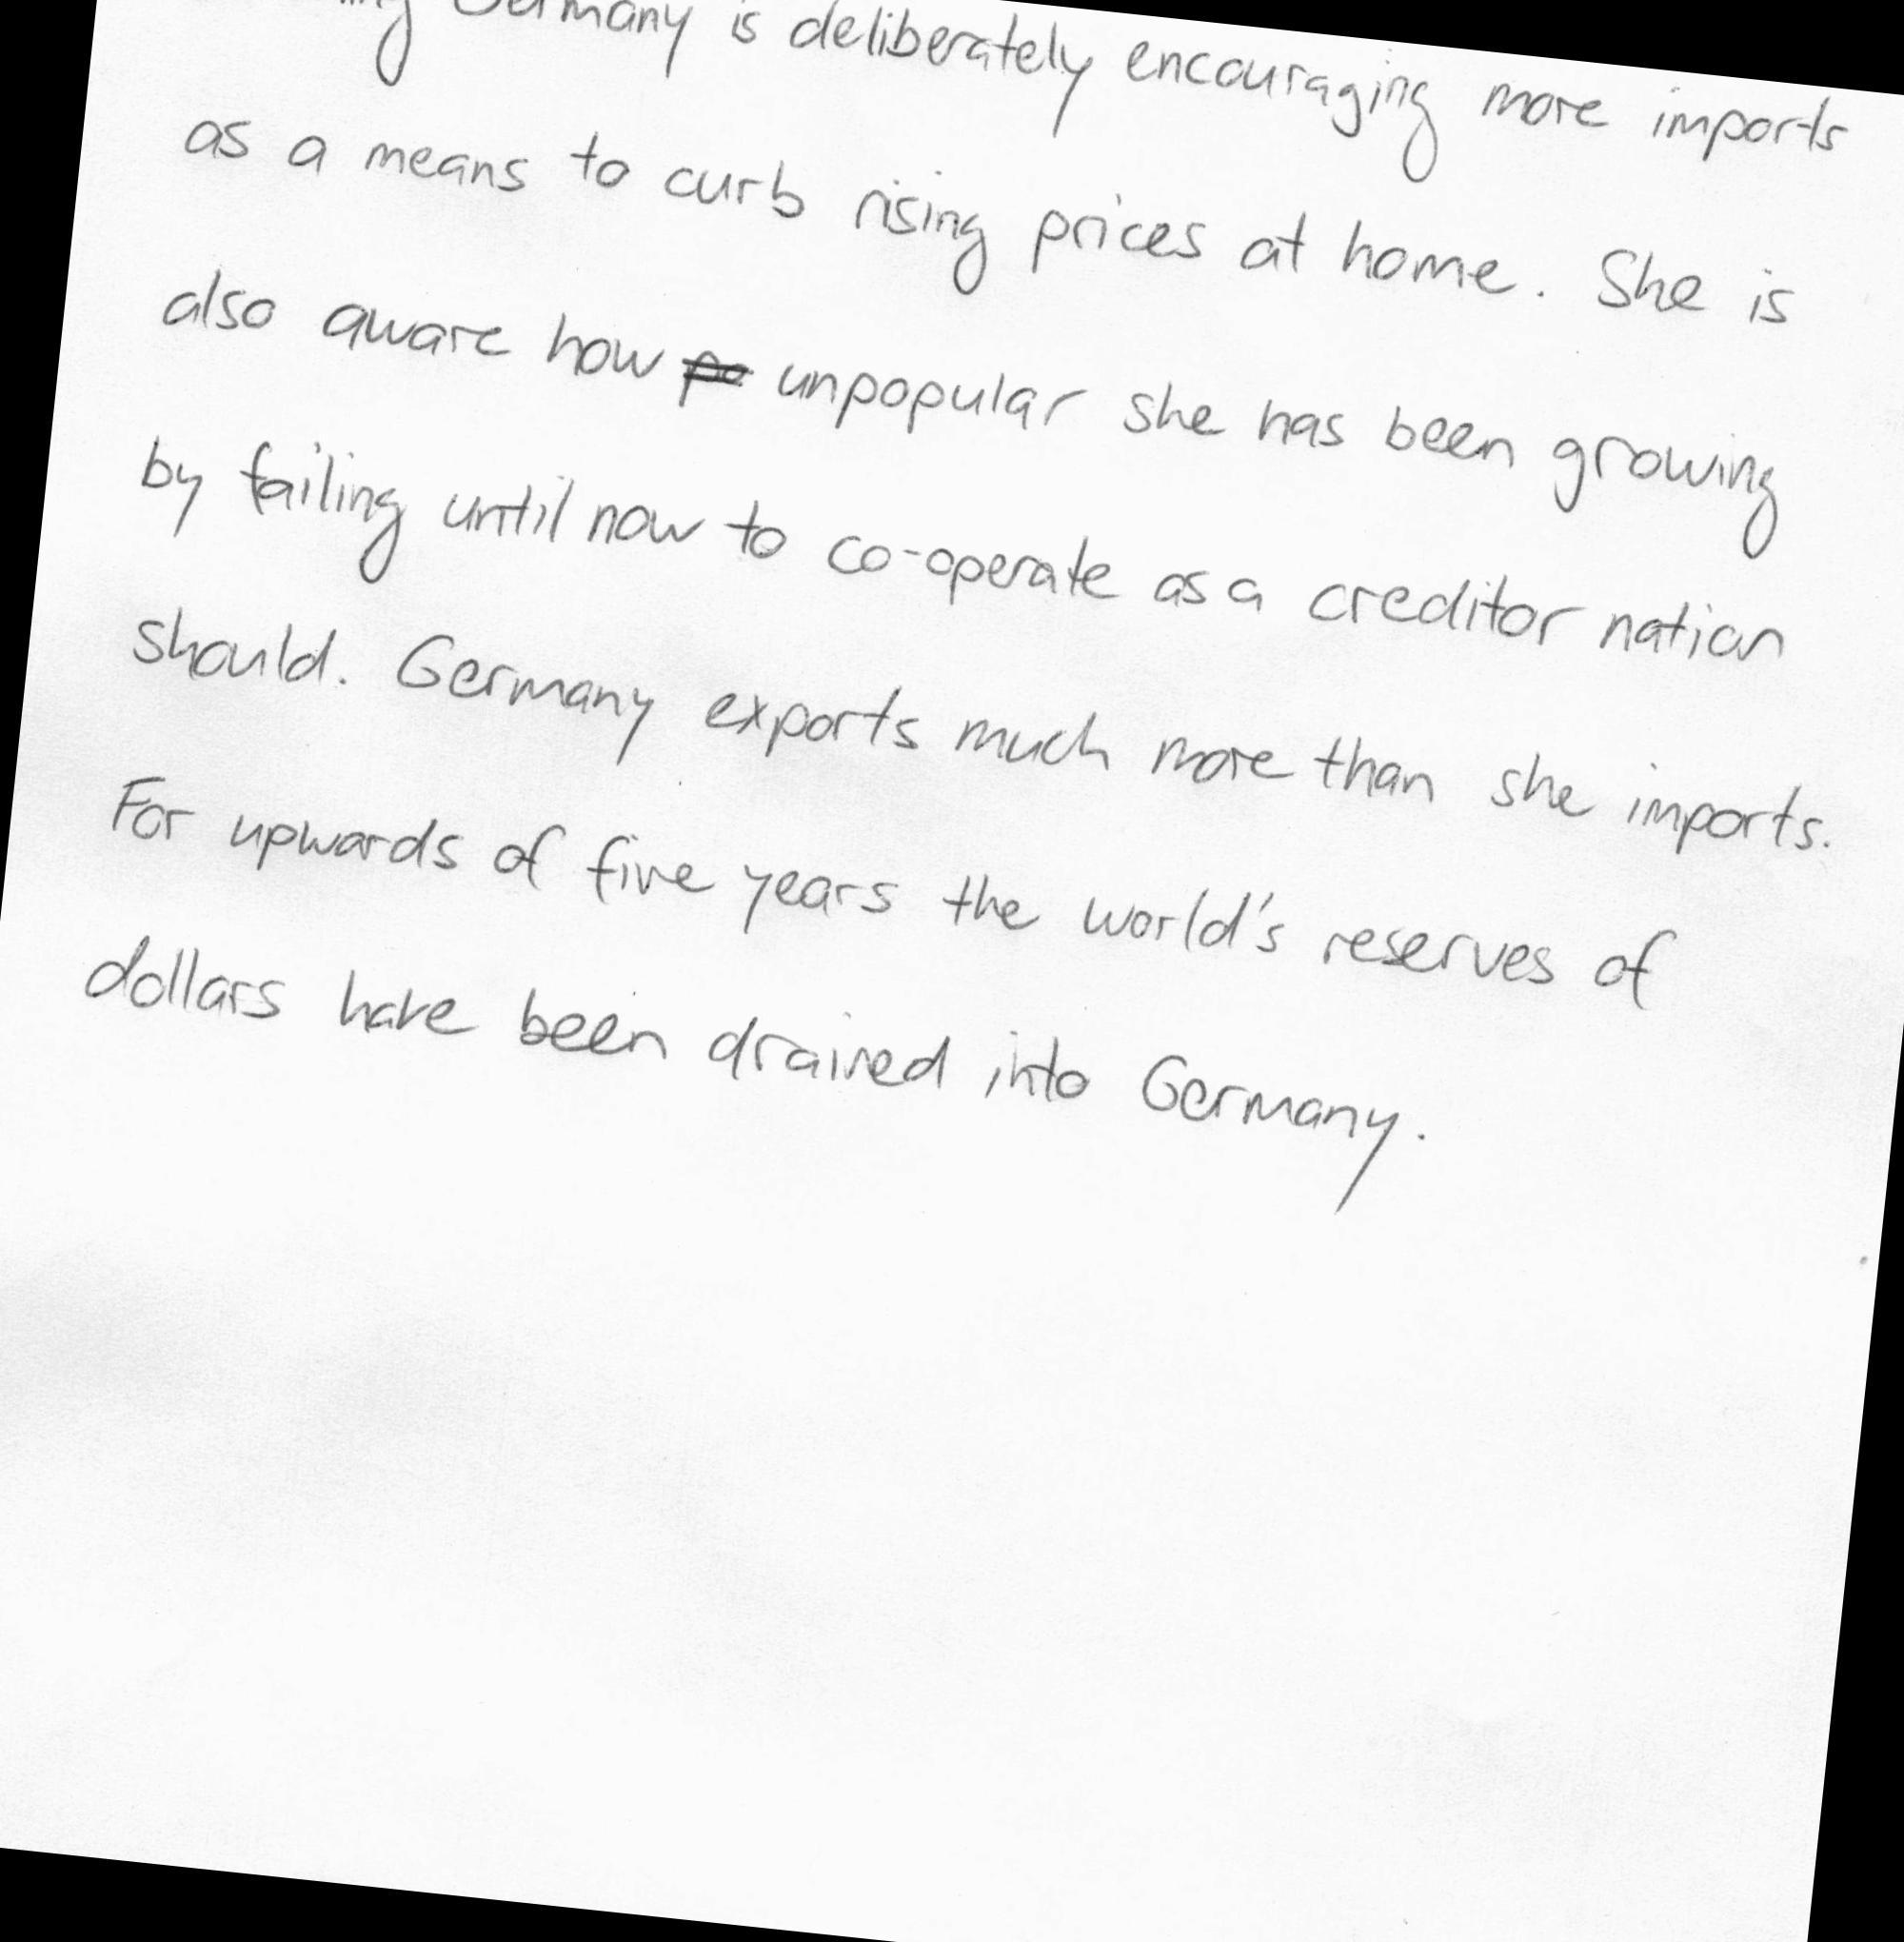 Germany is deliberately encouraging more imports
as a means to curb rising prices at home. She is
also aware how unpopular she has been growing
by failing until now to co-operate as a creditor nation
should. Germany exports much more than she imports.
For upwards of five years the world's reserves of
dollars have been drained into Germany.